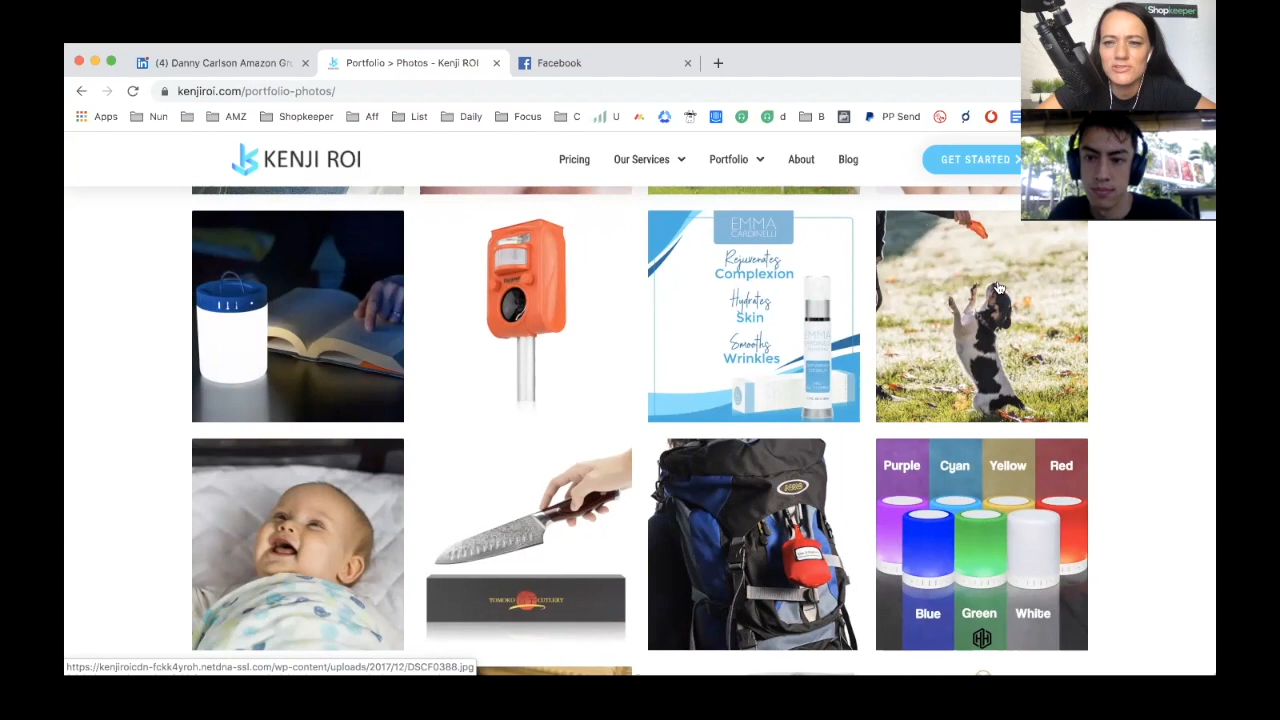 Shopkeeper
(4) Danny Carlson Amazon Gr
Portfolio > Photos - Kenji ROI
Facebook
kenjiroi.com/portfolio-photos/
Apps
Nun
AMZ
Shopkeeper
Aff
List
Daily
Focus
C
U
d
B
PP Send
KENJI ROI
Pricing
Our Services
Portfolio
About
Blog
GET STARTED
EMMA
CARDINELLI
Rejuvenates
Complexion
Hydrates
Skin
Smooths
Wrinkles
TOMOKO CUTLERY
Purple
Cyan
Yellow
Red
Blue
Green
White
https://kenjiroicdn-fckk4yroh.netdna-ssl.com/wp-content/uploads/2017/12/DSCF0388.jpg